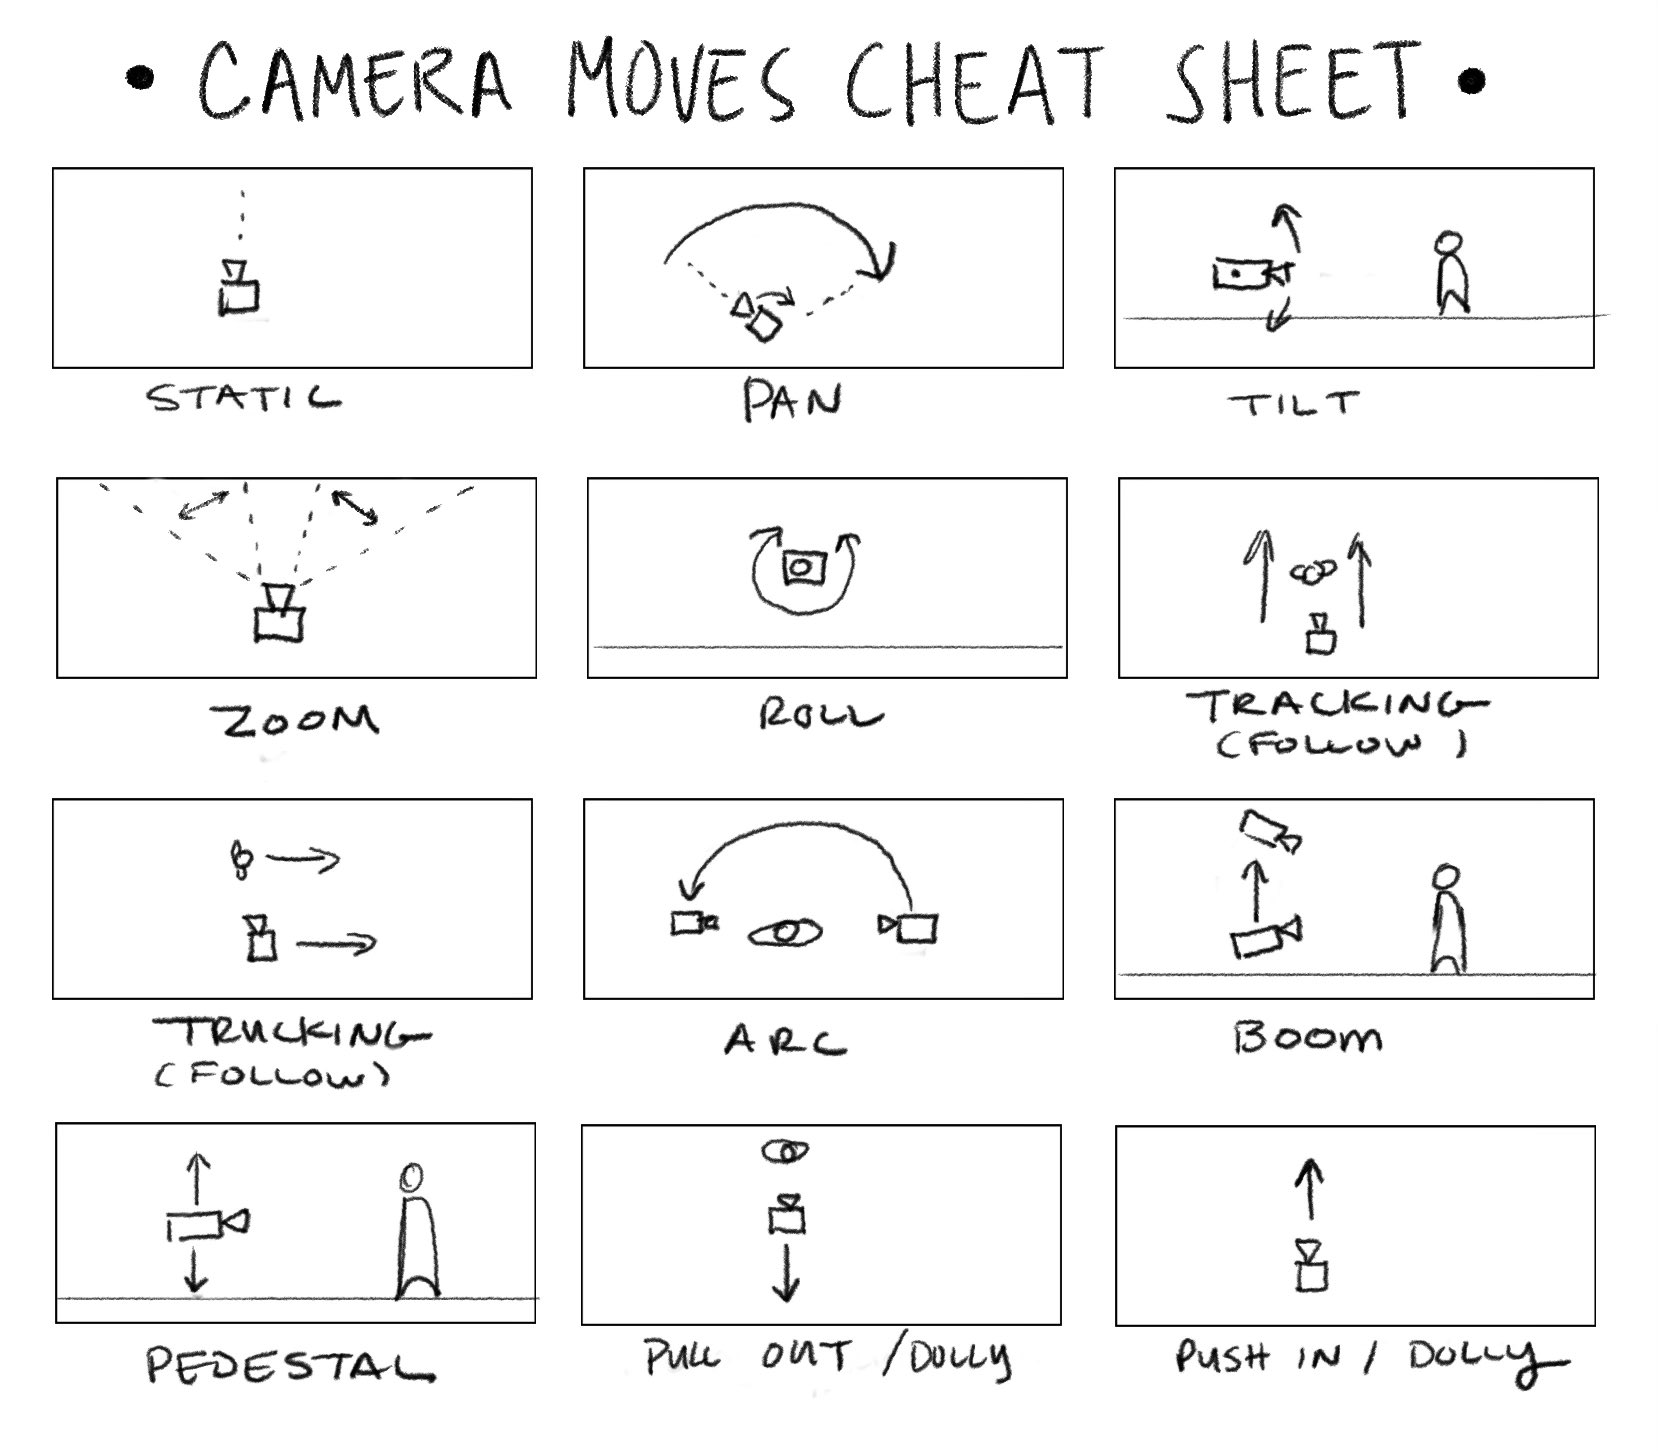 • CAMERA MOVES CHEAT SHEET •
STATIC
PAN
TILT
ZOOM
ROLL
TRACKING
(FOLLOW)
TRUCKING
(FOLLOW)
ARC
BOOM
PEDESTAL
PULL OUT / DOLLY
PUSH IN / DOLLY